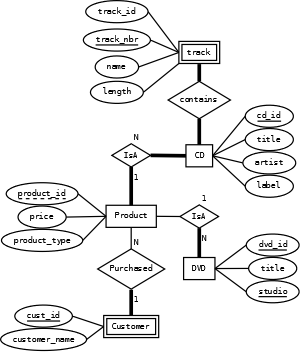 track_id
track_nbr
track
name
length
contains
cd_id
title
artist
label
CD
N
IsA
1
product_id
price
product_type
Product
1
IsA
N
dvd_id
title
studio
DVD
N
Purchased
1
cust_id
customer_name
Customer